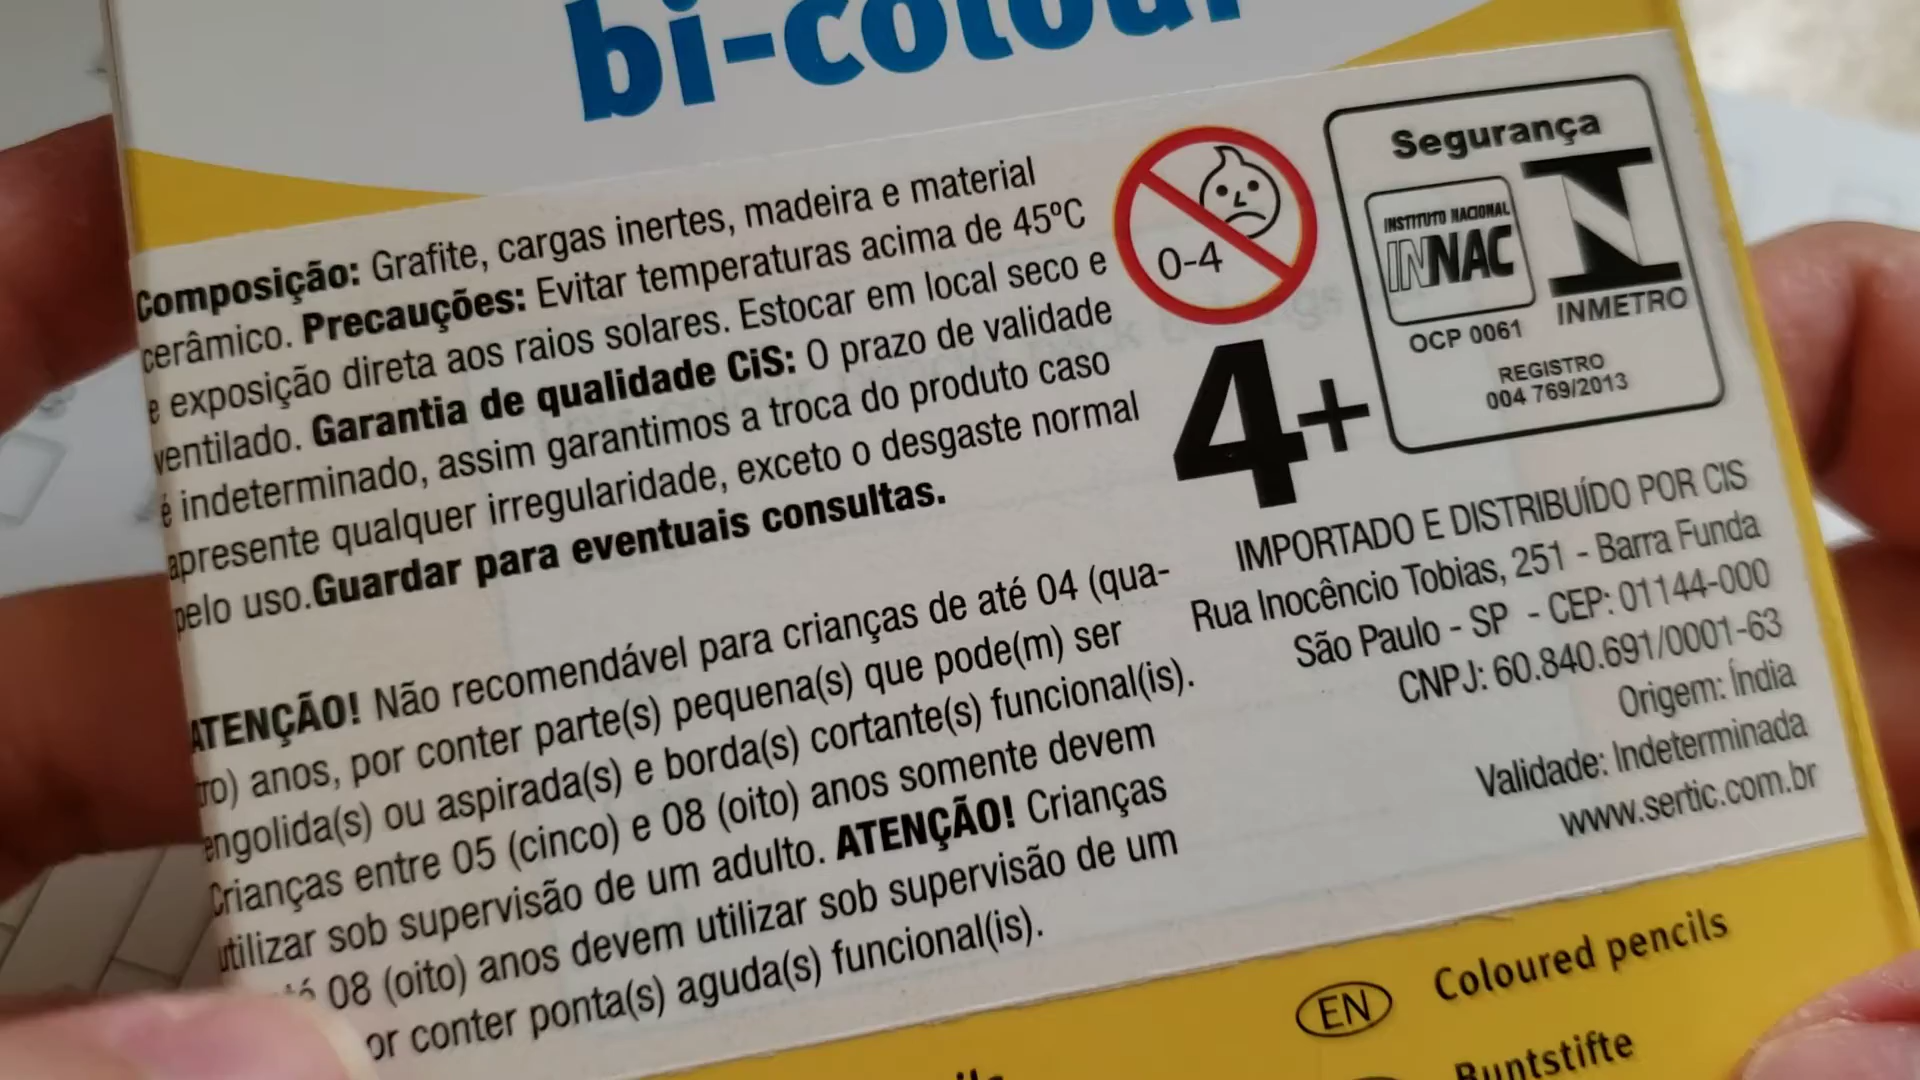 bi-colour
Composição: Grafite, cargas inertes, madeira e material
cerâmico. Precauções: Evitar temperaturas acima de 45ºC
e exposição direta aos raios solares. Estocar em local seco e
ventilado. Garantia de qualidade CiS: O prazo de validade
é indeterminado, assim garantimos a troca do produto caso
apresente qualquer irregularidade, exceto o desgaste normal
pelo uso.Guardar para eventuais consultas.
ATENÇÃO! Não recomendável para crianças de até 04 (qua-
tro) anos, por conter parte(s) pequena(s) que pode(m) ser
engolida(s) ou aspirada(s) e borda(s) cortante(s) funcional(is).
Crianças entre 05 (cinco) e 08 (oito) anos somente devem
utilizar sob supervisão de um adulto. ATENÇÃO! Crianças
08 (oito) anos devem utilizar sob supervisão de um
or conter ponta(s) aguda(s) funcional(is).
0-4
4+
Segurança
INSTITUTO NACIONAL
INNAC
OCP 0061
INMETRO
REGISTRO
004 769/2013
IMPORTADO E DISTRIBUÍDO POR CIS
Rua Inocêncio Tobias, 251 - Barra Funda
São Paulo - SP - CEP: 01144-000
CNPJ: 60.840.691/0001-63
Origem: Índia
Validade: Indeterminada
www.sertic.com.br
EN Coloured pencils
Buntstifte